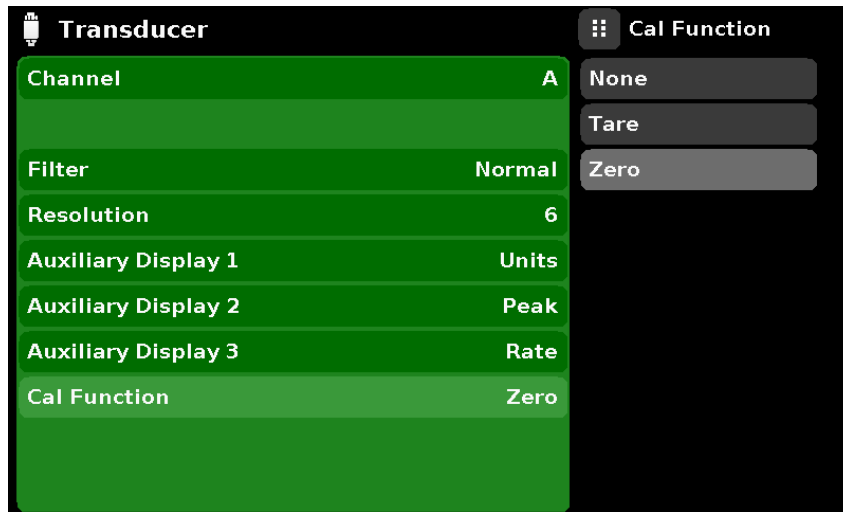 Transducer
Channel A
Filter Normal
Resolution 6
Auxiliary Display 1 Units
Auxiliary Display 2 Peak
Auxiliary Display 3 Rate
Cal Function Zero
Cal Function
None
Tare
Zero